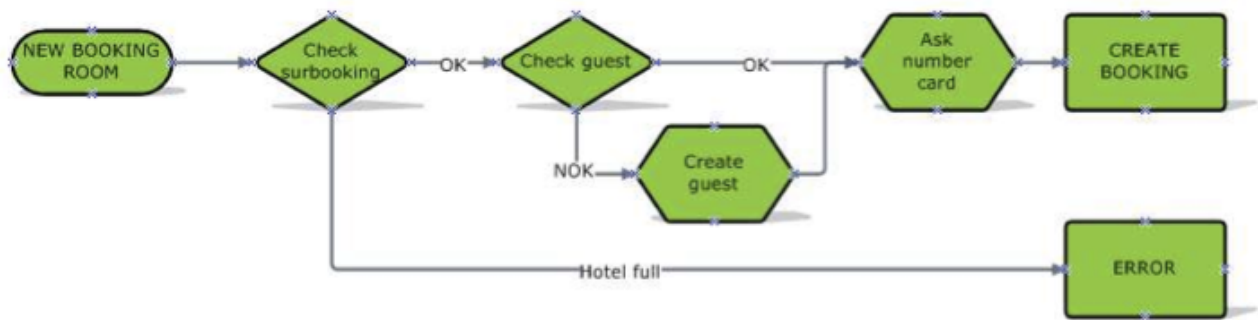 NEW BOOKING
ROOM
Check
surbooking
OK
Check guest
OK
Ask
number
card
CREATE
BOOKING
NOK
Create
guest
Hotel full
ERROR